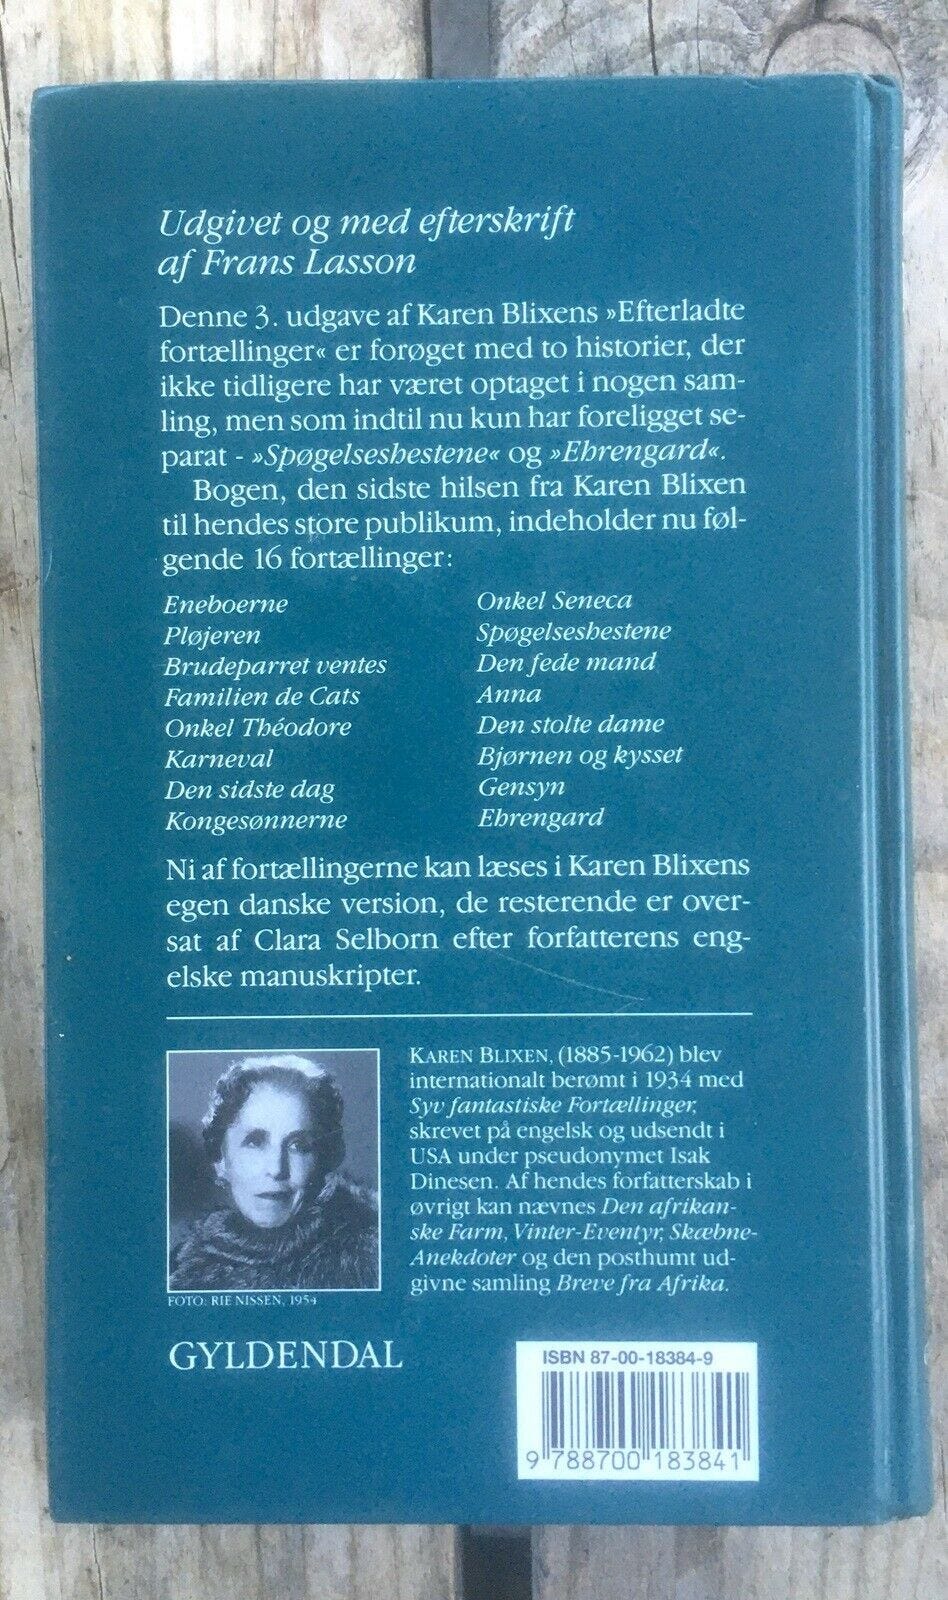 Udgivet og med efterskrift
af Frans Lasson
Denne 3. udgave af Karen Blixens »Efterladte
fortællinger« er forøget med to historier, der
ikke tidligere har været optaget i nogen sam-
ling, men som indtil nu kun har foreligget se-
parat - »Spøgelseshestene« og »Ehrengard«.
Bogen, den sidste hilsen fra Karen Blixen
til hendes store publikum, indeholder nu føl-
gende 16 fortællinger:
Eneboerne
Pløjeren
Brudeparret ventes
Familien de Cats
Onkel Théodore
Karneval
Den sidste dag
Kongesønnerne
Onkel Seneca
Spøgelseshestene
Den fede mand
Anna
Den stolte dame
Bjørnen og kysset
Gensyn
Ehrengard
Ni af fortællingerne kan læses i Karen Blixens
egen danske version, de resterende er over-
sat af Clara Selborn efter forfatterens eng-
elske manuskripter.
KAREN BLIXEN, (1885-1962) blev
internationalt berømt i 1934 med
Syv fantastiske Fortællinger,
skrevet på engelsk og udsendt i
USA under pseudonymet Isak
Dinesen. Af hendes forfatterskab i
øvrigt kan nævnes Den afrikan-
ske Farm, Vinter-Eventyr, Skæbne-
Anekdoter og den posthumt ud-
givne samling Breve fra Afrika.
FOTO: RIE NISSEN, 1954
GYLDENDAL
ISBN 87-00-18384-9
9 788700 183841